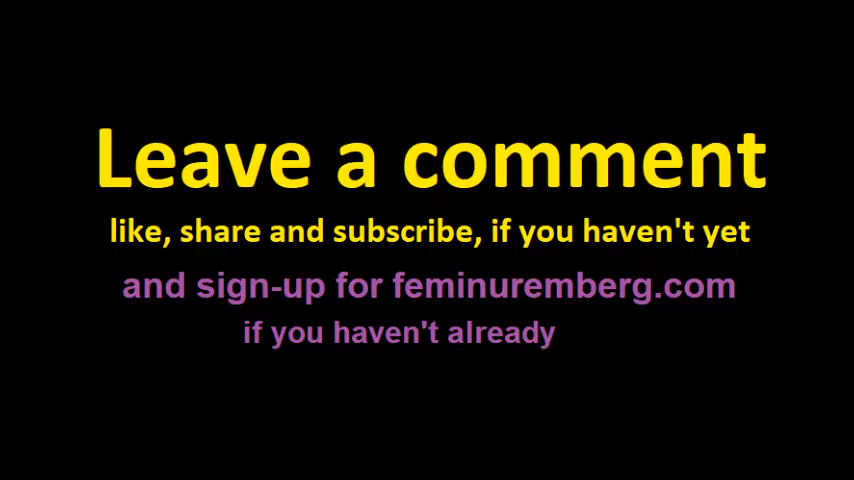 Leave a comment
like, share and subscribe, if you haven't yet
and sign-up for feminuremberg.com
if you haven't already